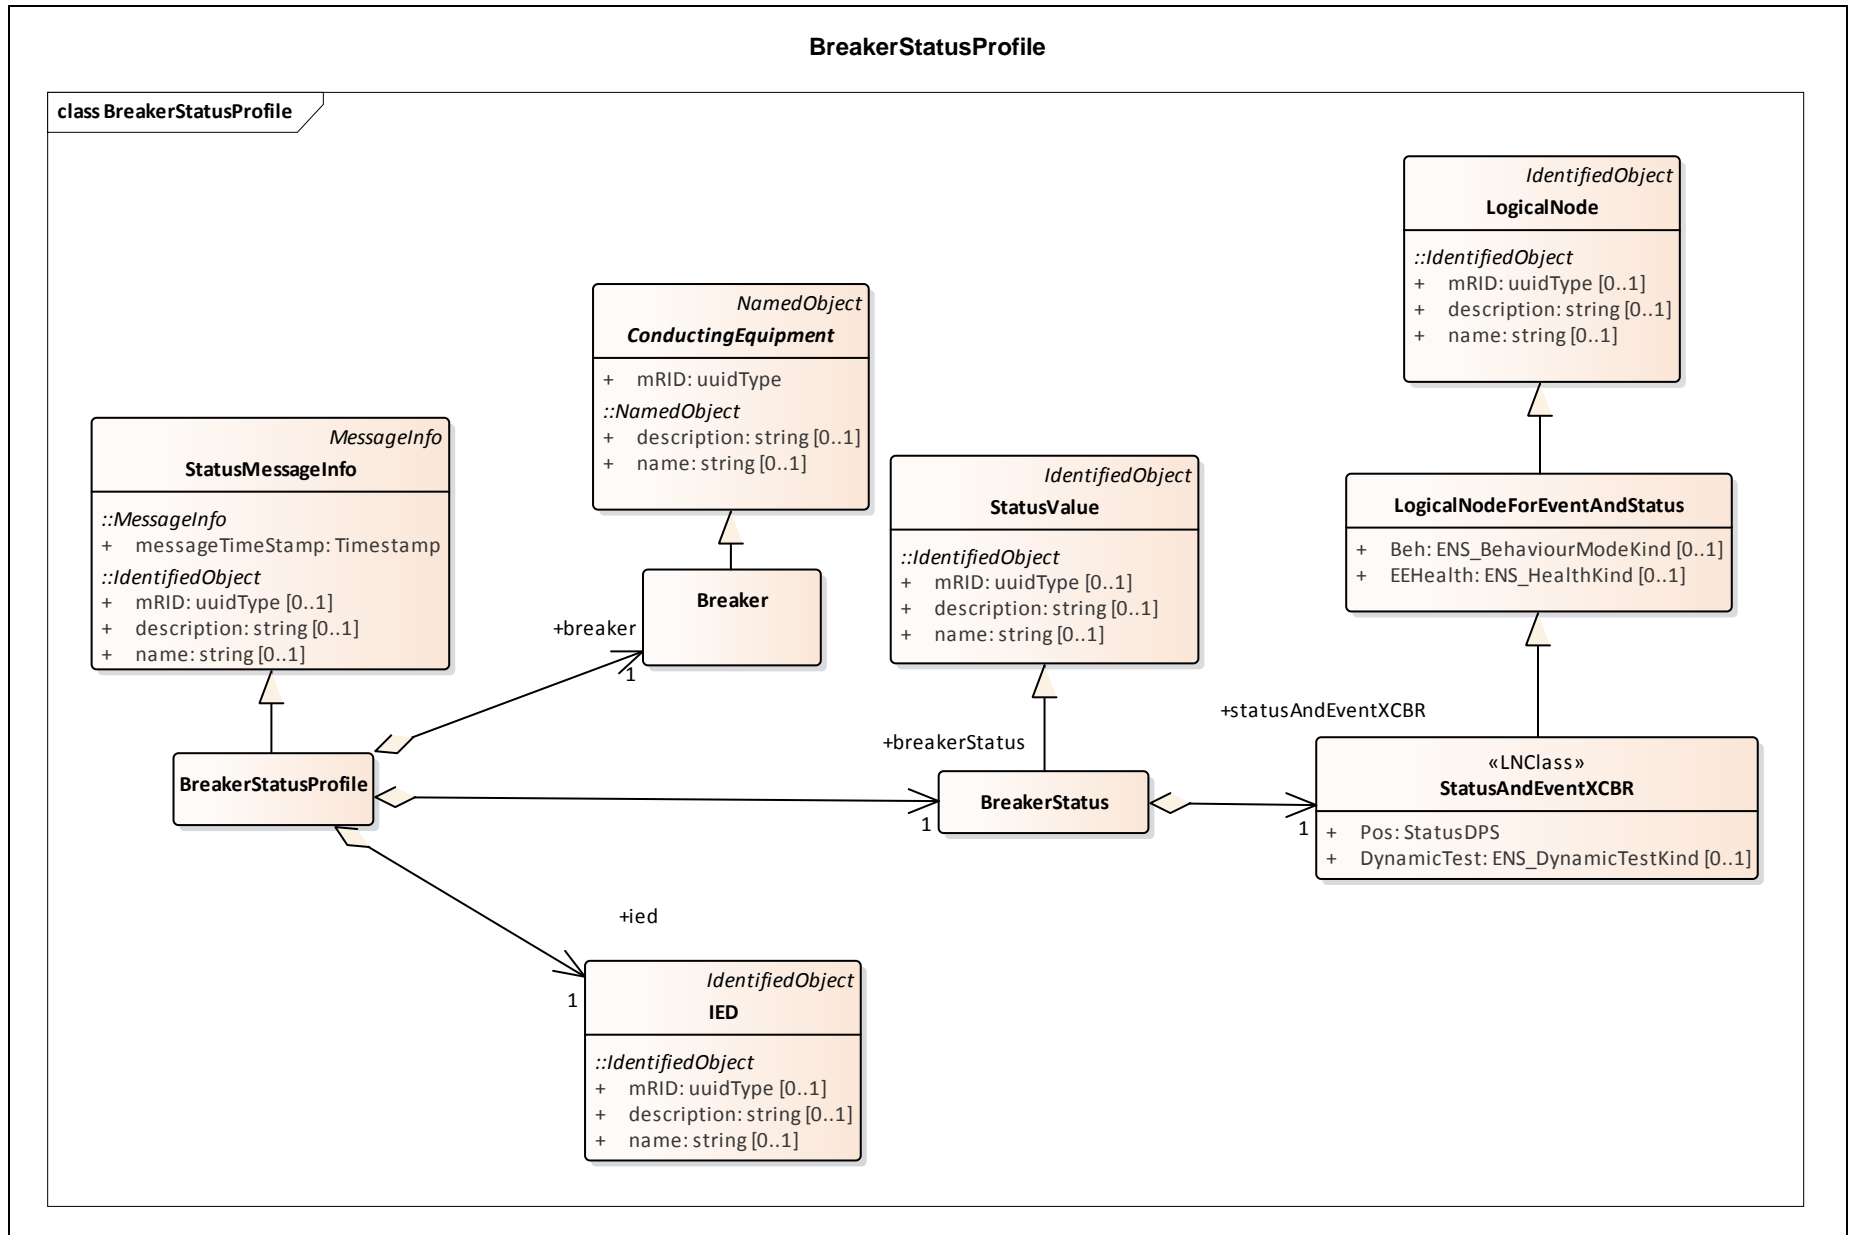 BreakerStatusProfile
class BreakerStatusProfile
IdentifiedObject
LogicalNode
::IdentifiedObject
+ mRID: uuidType [0..1]
+ description: string [0..1]
+ name: string [0..1]
NamedObject
ConductingEquipment
+ mRID: uuidType
::NamedObject
+ description: string [0..1]
+ name: string [0..1]
MessageInfo
StatusMessageInfo
::MessageInfo
+ messageTimeStamp: Timestamp
::IdentifiedObject
+ mRID: uuidType [0..1]
+ description: string [0..1]
+ name: string [0..1]
IdentifiedObject
StatusValue
::IdentifiedObject
+ mRID: uuidType [0..1]
+ description: string [0..1]
+ name: string [0..1]
LogicalNodeForEventAndStatus
+ Beh: ENS_BehaviourModeKind [0..1]
+ EEHealth: ENS_HealthKind [0..1]
Breaker
+breaker
1
+statusAndEventXCBR
+breakerStatus
BreakerStatusProfile
1
BreakerStatus
1
«LNClass»
StatusAndEventXCBR
+ Pos: StatusDPS
+ DynamicTest: ENS_DynamicTestKind [0..1]
+ied
1
IdentifiedObject
IED
::IdentifiedObject
+ mRID: uuidType [0..1]
+ description: string [0..1]
+ name: string [0..1]